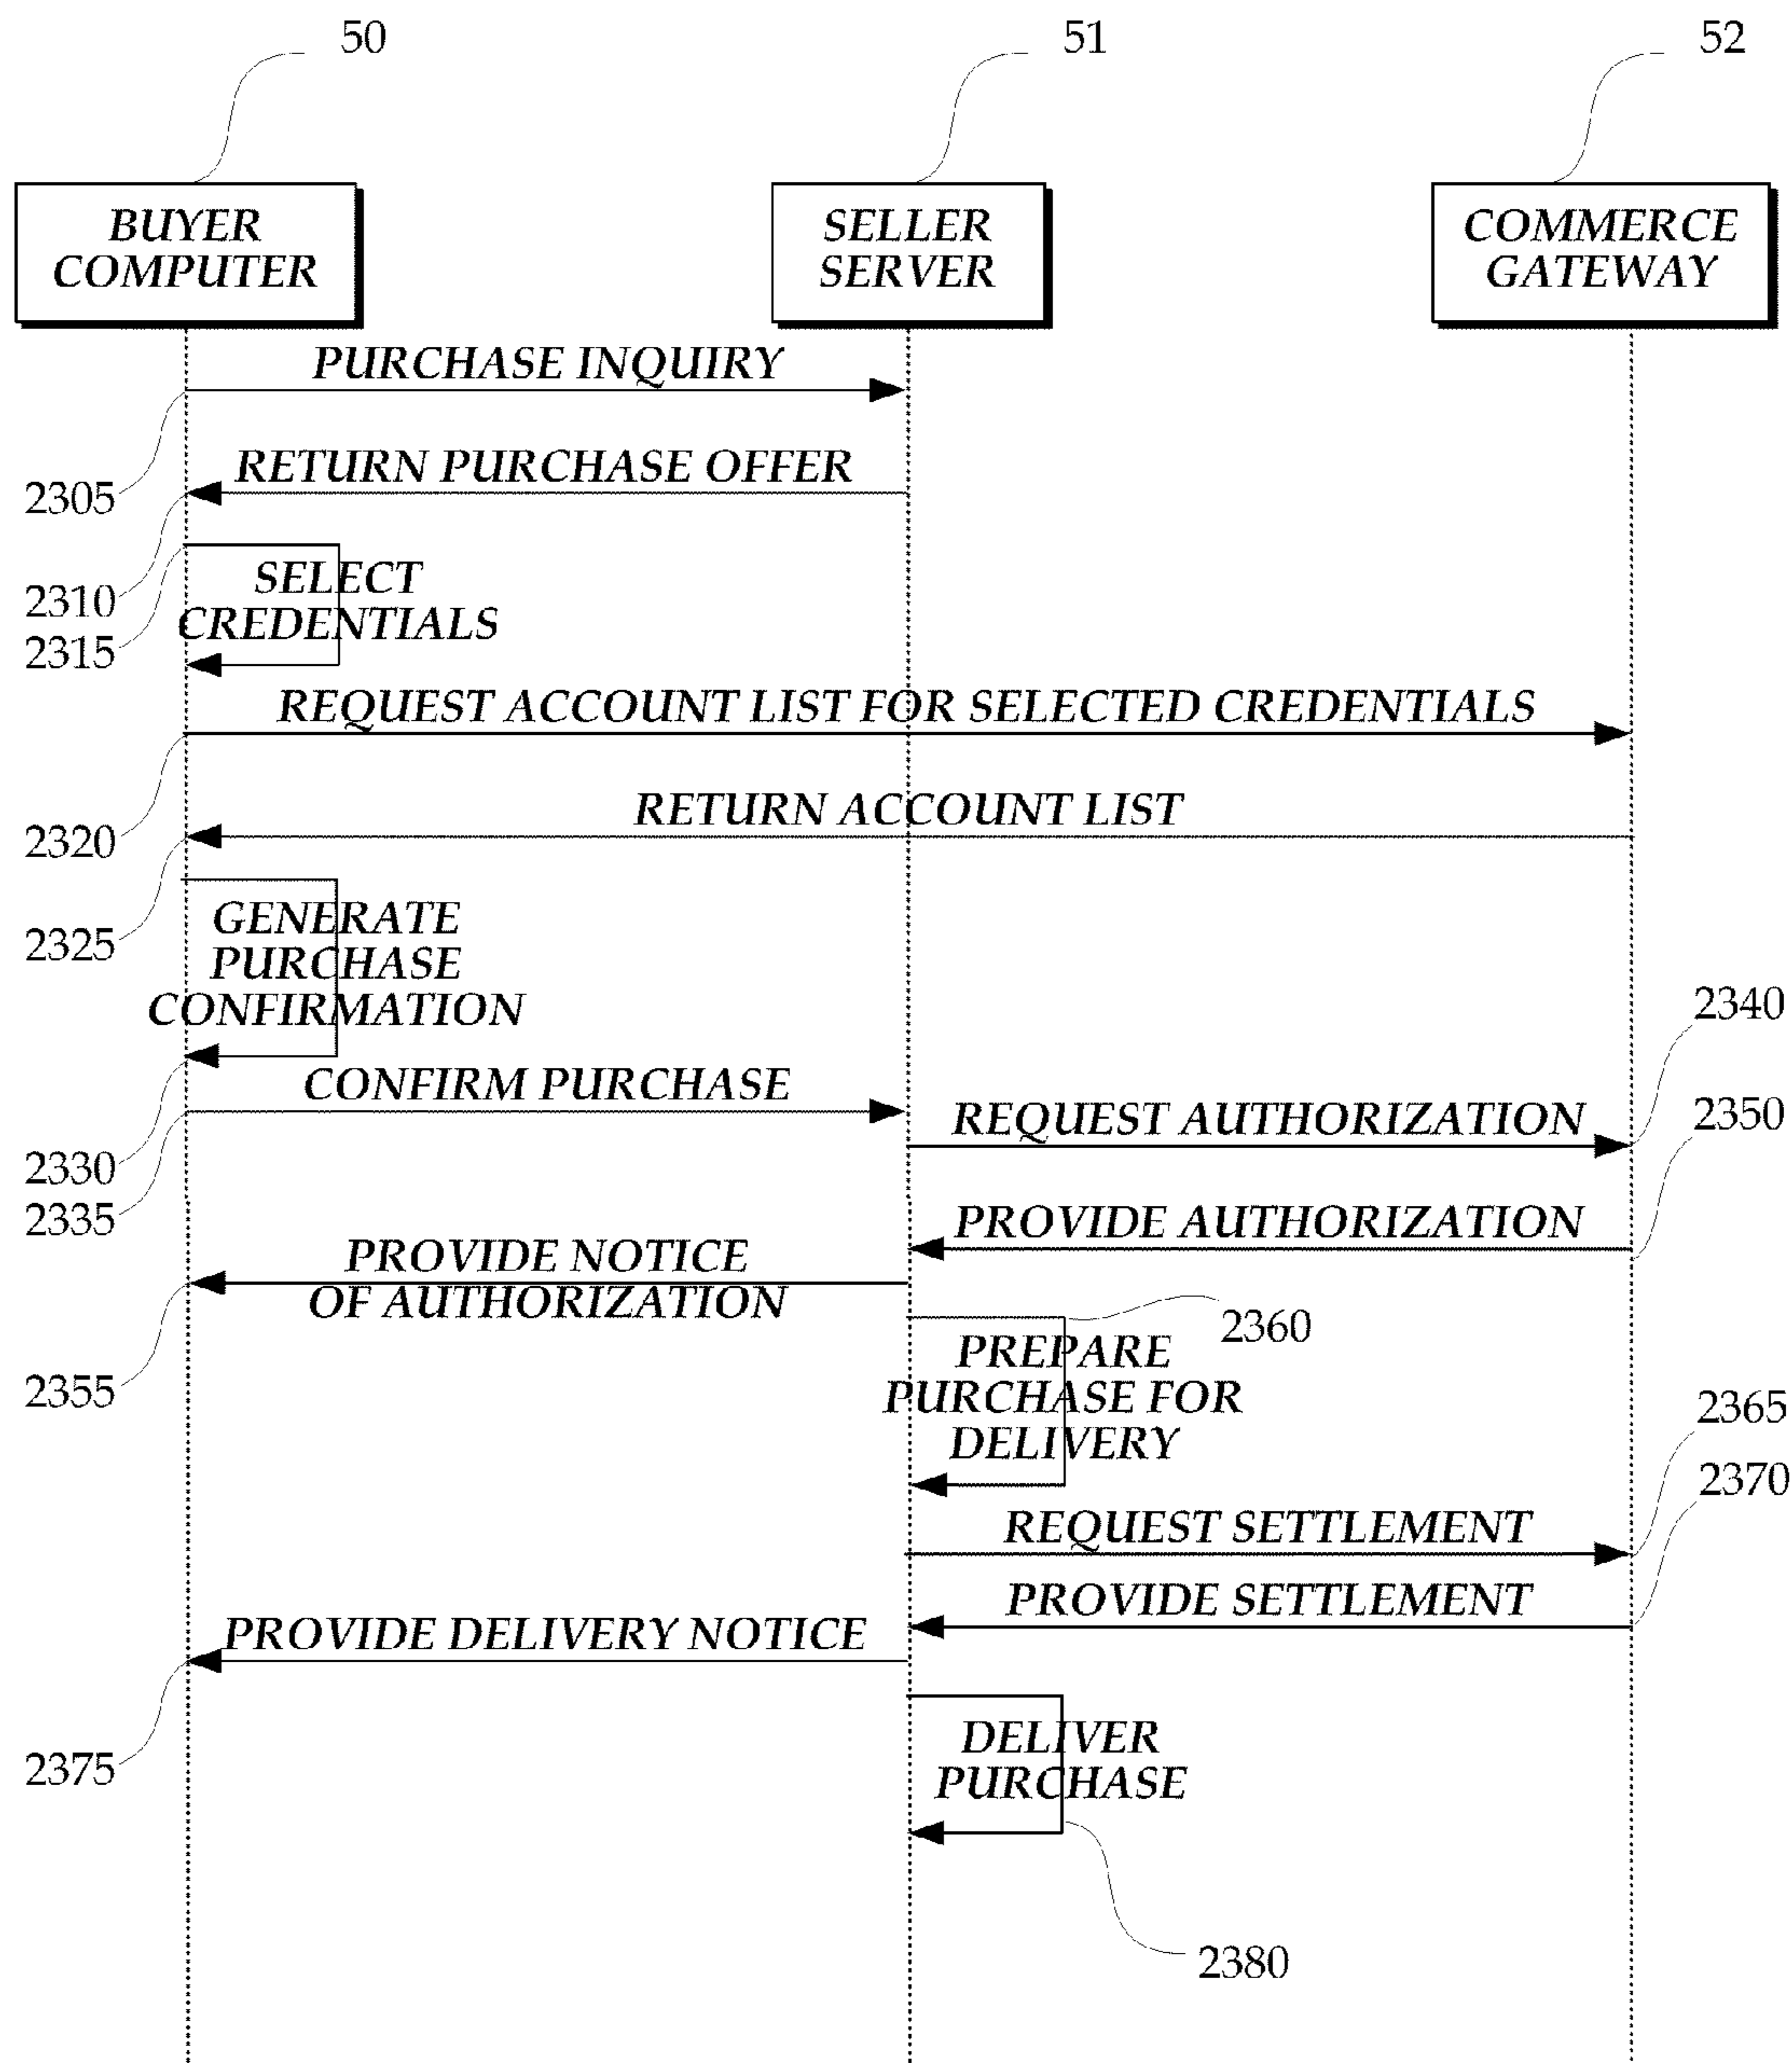 50
51
52
BUYER
COMPUTER
SELLER
SERVER
COMMERCE
GATEWAY
PURCHASE INQUIRY
2305
RETURN PURCHASE OFFER
2310
SELECT
CREDENTIALS
2315
REQUEST ACCOUNT LIST FOR SELECTED CREDENTIALS
2320
RETURN ACCOUNT LIST
2325
GENERATE
PURCHASE
CONFIRMATION
2330
CONFIRM PURCHASE
2335
REQUEST AUTHORIZATION
2340
PROVIDE AUTHORIZATION
2350
PROVIDE NOTICE
OF AUTHORIZATION
2355
2360
PREPARE
PURCHASE FOR
DELIVERY
REQUEST SETTLEMENT
2365
PROVIDE SETTLEMENT
2370
PROVIDE DELIVERY NOTICE
2375
DELIVER
PURCHASE
2380